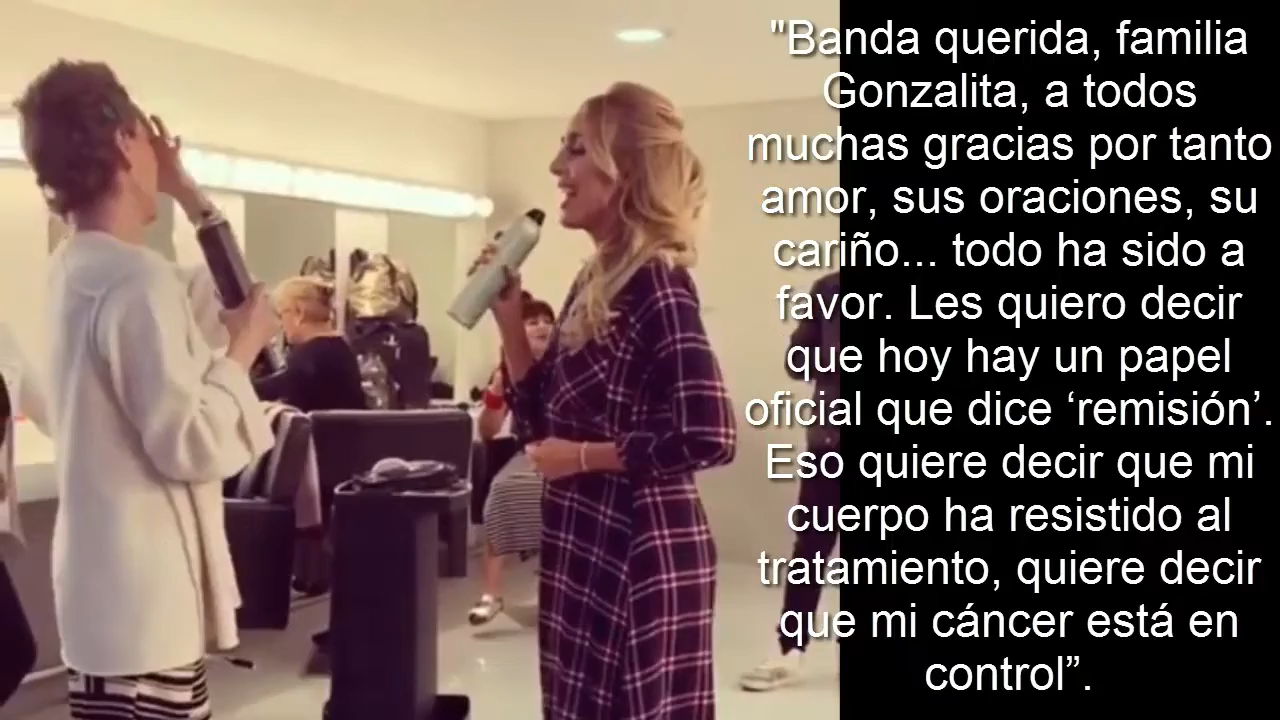 "Banda querida, familia
Gonzalita, a todos
muchas gracias por tanto
amor, sus oraciones, su
cariño... todo ha sido a
favor. Les quiero decir
que hoy hay un papel
oficial que dice ‘remisión’.
Eso quiere decir que mi
cuerpo ha resistido al
tratamiento, quiere decir
que mi cáncer está en
control”.